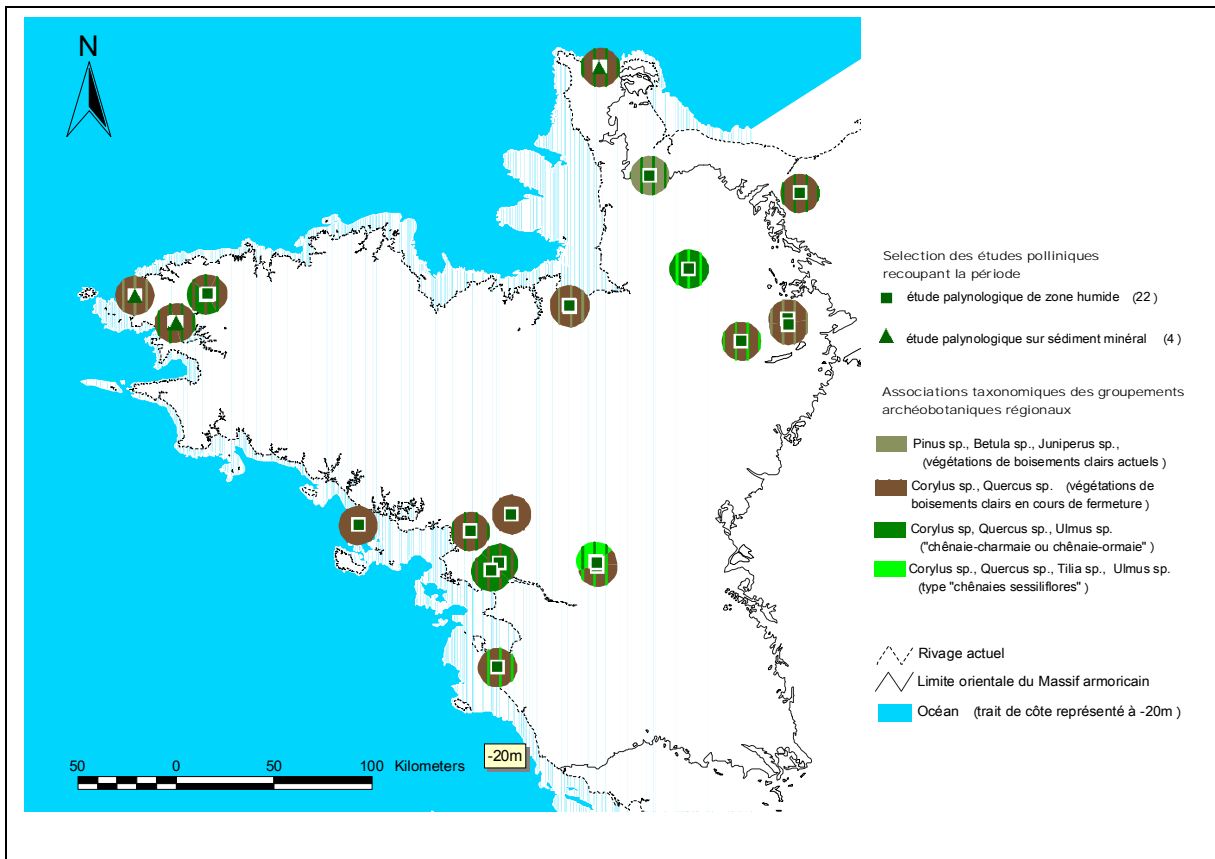 N
Selection des études polliniques
recoupant la période
étude palynologique de zone humide (22)
étude palynologique sur sédiment minéral (4)
Associations taxonomiques des groupements
archéobotaniques régionaux
Pinus sp., Betula sp., Juniperus sp.,
(végétations de boisements clairs actuels )
Corylus sp., Quercus sp. (végétations de
boisements clairs en cours de fermeture)
Corylus sp, Quercus sp., Ulmus sp.
("chênaie-charmaie ou chênaie-ormaie")
Corylus sp., Quercus sp., Tilia sp., Ulmus sp.
(type "chênaies sessiliflores")
Rivage actuel
Limite orientale du Massif armoricain
Océan (trait de côte représenté à -20m)
-20m
50 0 50 100 Kilometers